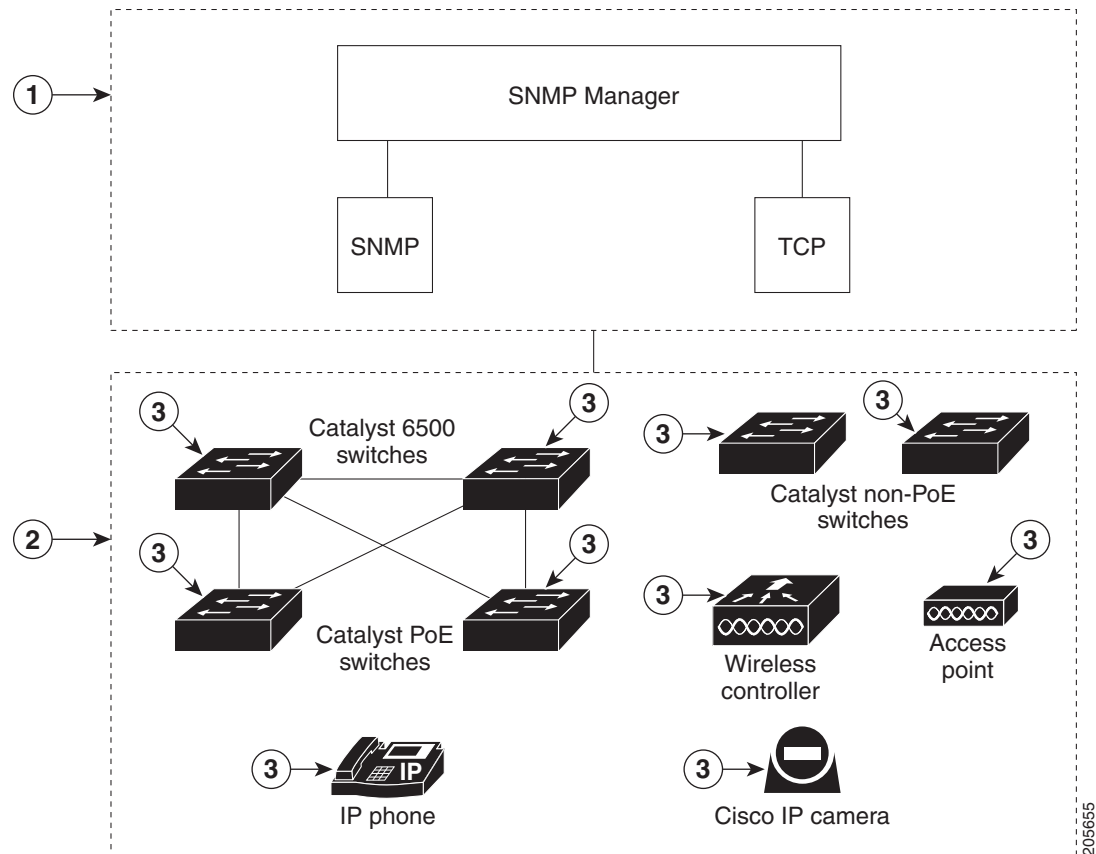 1
SNMP Manager
SNMP
TCP
2
3
Catalyst 6500
switches
3
3
3
Catalyst PoE
switches
3
3
Catalyst non-PoE
switches
3
Wireless
controller
3
Access
point
3
IP
IP phone
3
Cisco IP camera
205655